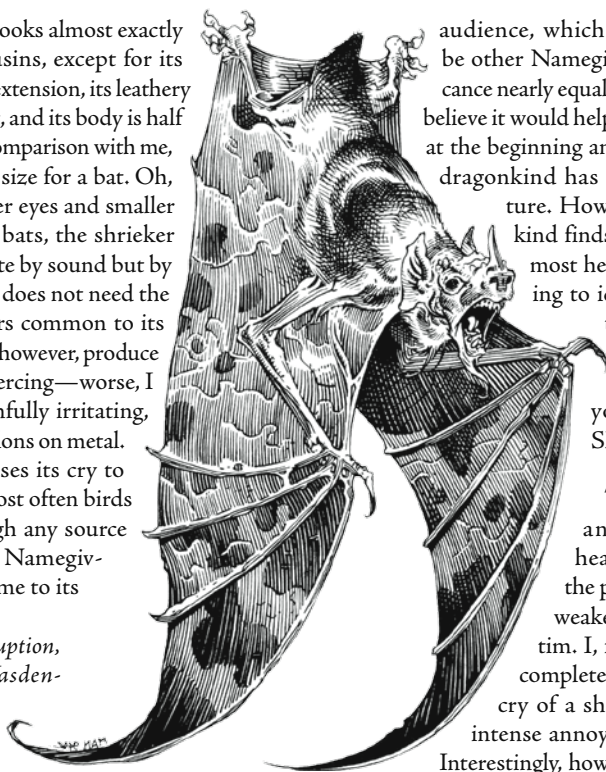 ooks almost exactly
usins, except for its
extension, its leathery
, and its body is half
omparison with me,
size for a bat. Oh,
er eyes and smaller
bats, the shrieker
te by sound but by
does not need the
rs common to its
however, produce
ercing—worse, I
nfully irritating,
ons on metal.
ses its cry to
ost often birds
gh any source
Namegiv-
me to its
uption,
asden-
audience, which
be other Namegi
cance nearly equal
believe it would help
at the beginning an
dragonkind has
ture. How
kind finds
most he
ing to i
yo
S
an
hea
the p
weake
tim. I,
complete
cry of a sh
intense annoy
Interestingly, how